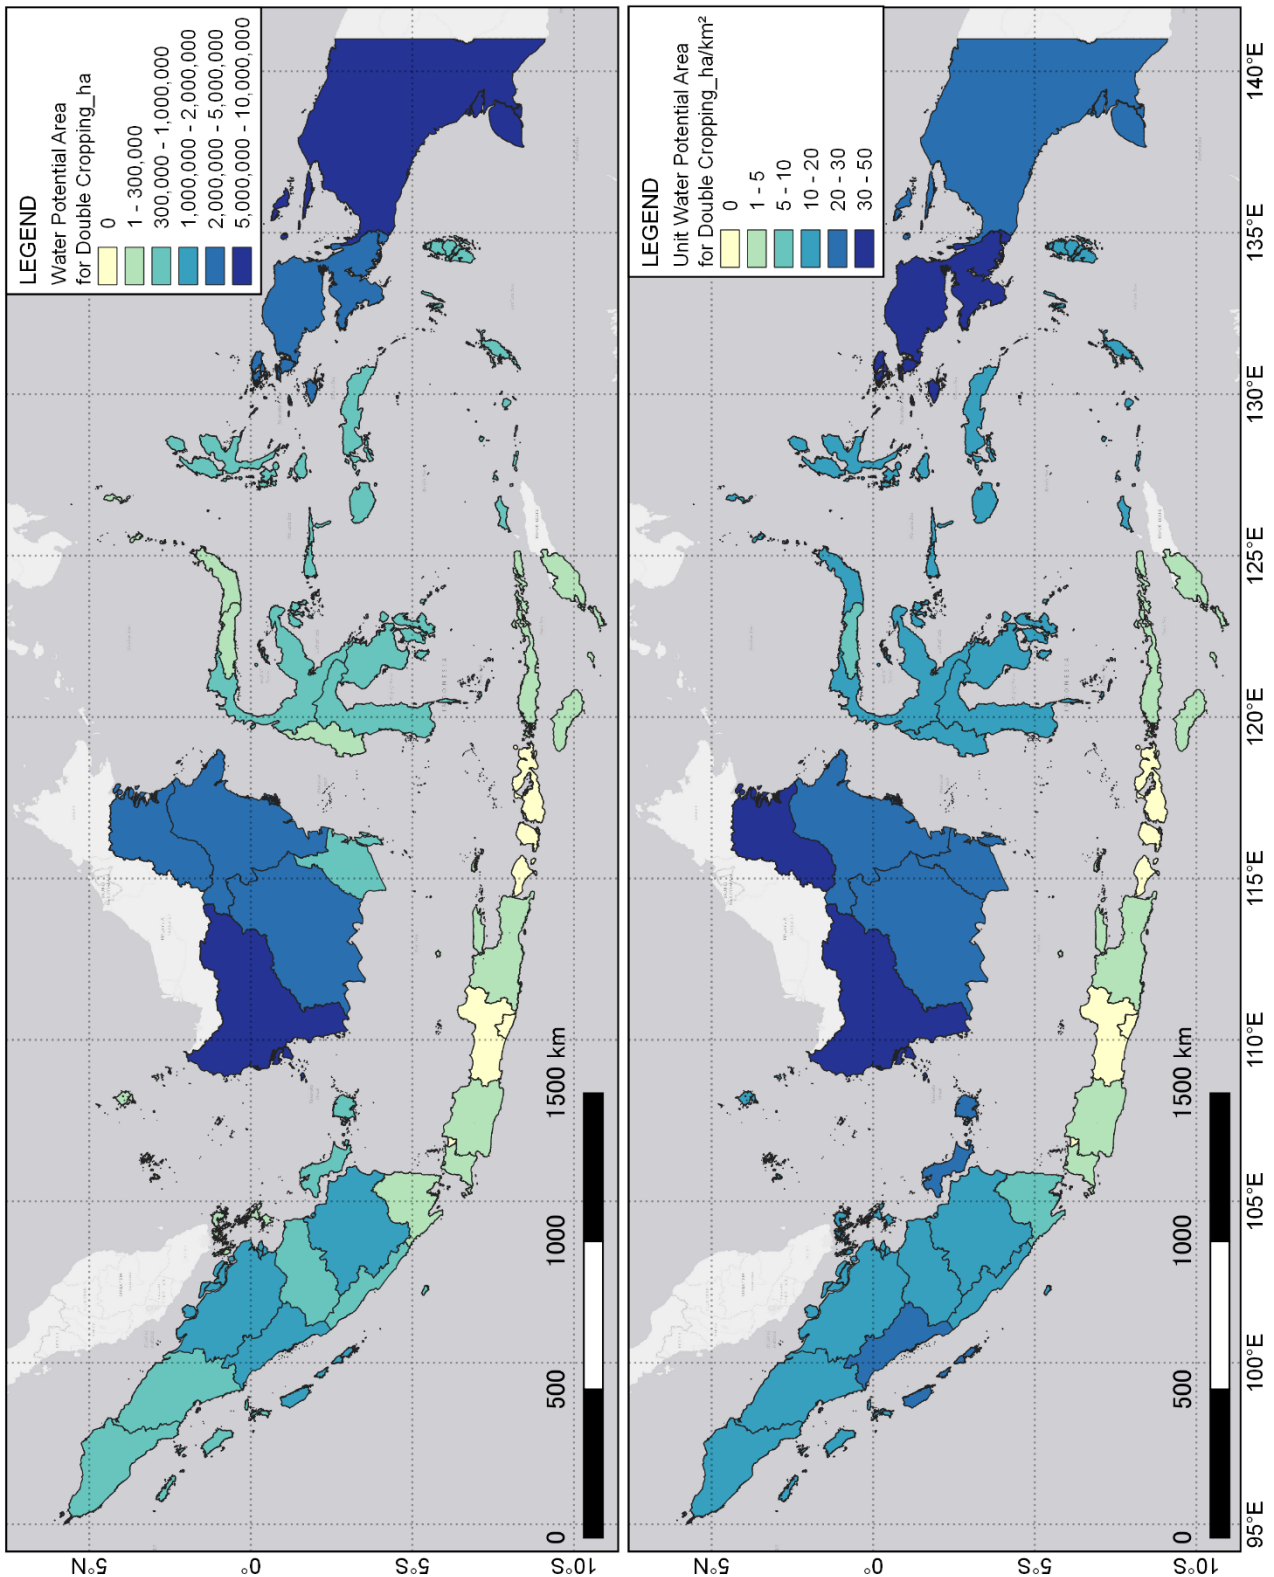 LEGEND
Water Potential Area
for Double Cropping_ha
0
1 - 300,000
300,000 - 1,000,000
1,000,000 - 2,000,000
2,000,000 - 5,000,000
5,000,000 - 10,000,000
5°N
0°
5°S
10°S
0 500 1000 1500 km
LEGEND
Unit Water Potential Area
for Double Cropping_ha/km²
0
1 - 5
5 - 10
10 - 20
20 - 30
30 - 50
5°N
0°
5°S
10°S
0 500 1000 1500 km
95°E 100°E 105°E 110°E 115°E 120°E 125°E 130°E 135°E 140°E